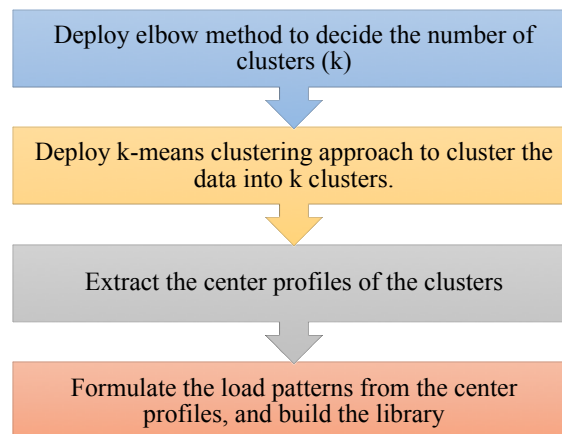 Deploy elbow method to decide the number of
clusters (k)
Deploy k-means clustering approach to cluster the
data into k clusters.
Extract the center profiles of the clusters
Formulate the load patterns from the center
profiles, and build the library